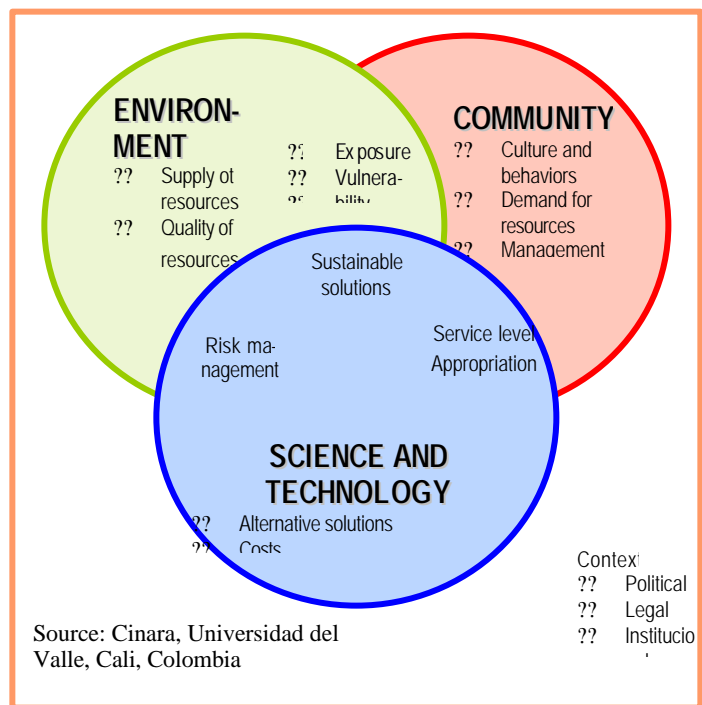 ENVIRON-
MENT
?? Supply of
resources
?? Quality of
resources
?? Exposure
?? Vulnera-
?? bility
COMMUNITY
?? Culture and
behaviors
?? Demand for
resources
?? Management
Sustainable
solutions
Risk ma-
nagement
Service level
Appropriation
SCIENCE AND
TECHNOLOGY
?? Alternative solutions
?? Costs
Context
?? Political
?? Legal
?? Institucio
Source: Cinara, Universidad del
Valle, Cali, Colombia